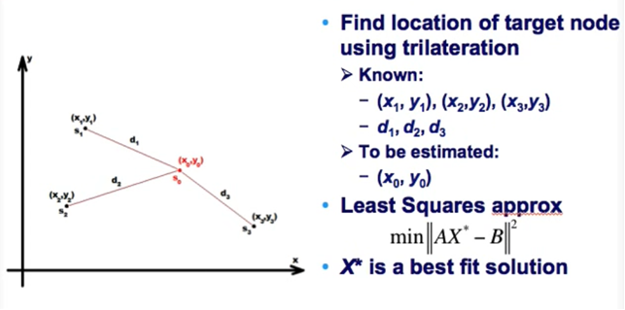 y
(x₁,y₁)
s₁
d₁
(x₀,y₀)
s₀
d₂
(x₂,y₂)
s₂
d₃
(x₃,y₃)
s₃
x
• Find location of target node
using trilateration
➢ Known:
– (x₁, y₁), (x₂,y₂), (x₃,y₃)
– d₁, d₂, d₃
➢ To be estimated:
– (x₀, y₀)
• Least Squares approx
min||AX* – B||²
• X* is a best fit solution